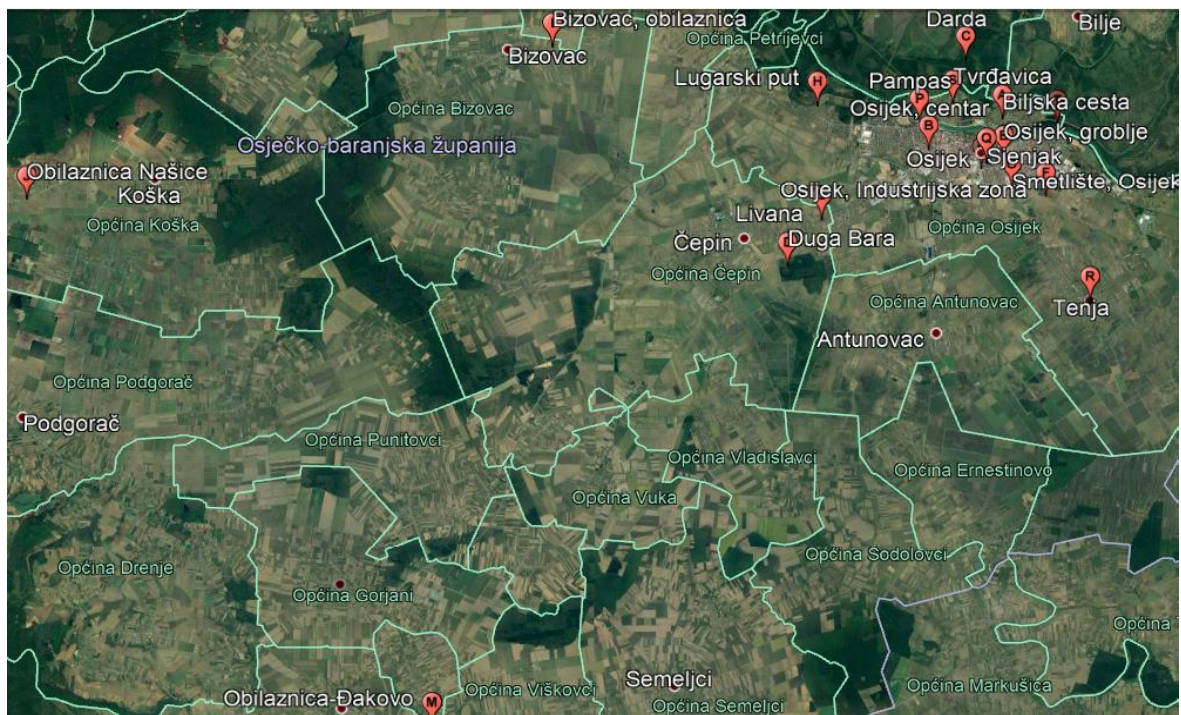 Bizovac, obilaznica
Darda
Bilje
Općina Petrijevci
Bizovac
C
Lugarski put
H
Pampas
Tvrđavica
P
Općina Bizovac
Osijek, centar
Biljska cesta
B
Osječko-baranjska županija
Q
Osijek, groblje
Osijek
Sjenjak
Obilaznica Našice
Koška
Smetlište, Osijek
F
Osijek, Industrijska zona
Livana
Općina Koška
Općina Osijek
Čepin
Duga Bara
Općina Čepin
R
Općina Antunovac
Tenja
Antunovac
Općina Podgorač
Podgorač
Općina Punitovci
Općina Vladislavci
Općina Ernestinovo
Općina Vuka
Općina Drenje
Općina Sodolovci
Općina Gorjani
Općina
Semeljci
Općina Viškovci
Općina Markušica
Obilaznica-Đakovo
M
Općina Semeljci